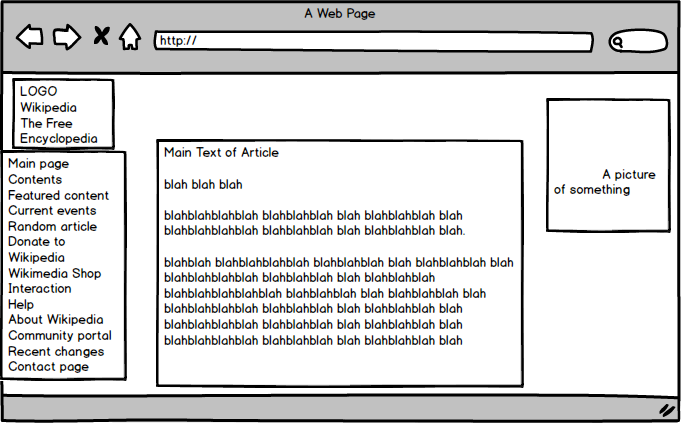 A Web Page
http://
LOGO
Wikipedia
The Free
Encyclopedia
Main page
Contents
Featured content
Current events
Random article
Donate to
Wikipedia
Wikimedia Shop
Interaction
Help
About Wikipedia
Community portal
Recent changes
Contact page
Main Text of Article
blah blah blah
blahblahblahblah blahblahblah blah blahblahblah blah
blahblahblahblah blahblahblah blah blahblahblah blah.
blahblah blahblahblahblah blahblahblah blah blahblahblah blah
blahblahblahblah blahblahblah blah blahblahblah
blahblahblahblahblah blahblahblah blah blahblahblah blah
blahblahblahblah blahblahblah blah blahblahblah blah
blahblahblahblah blahblahblah blah blahblahblah blah
blahblahblahblah blahblahblah blah blahblahblah blah
A picture
of something